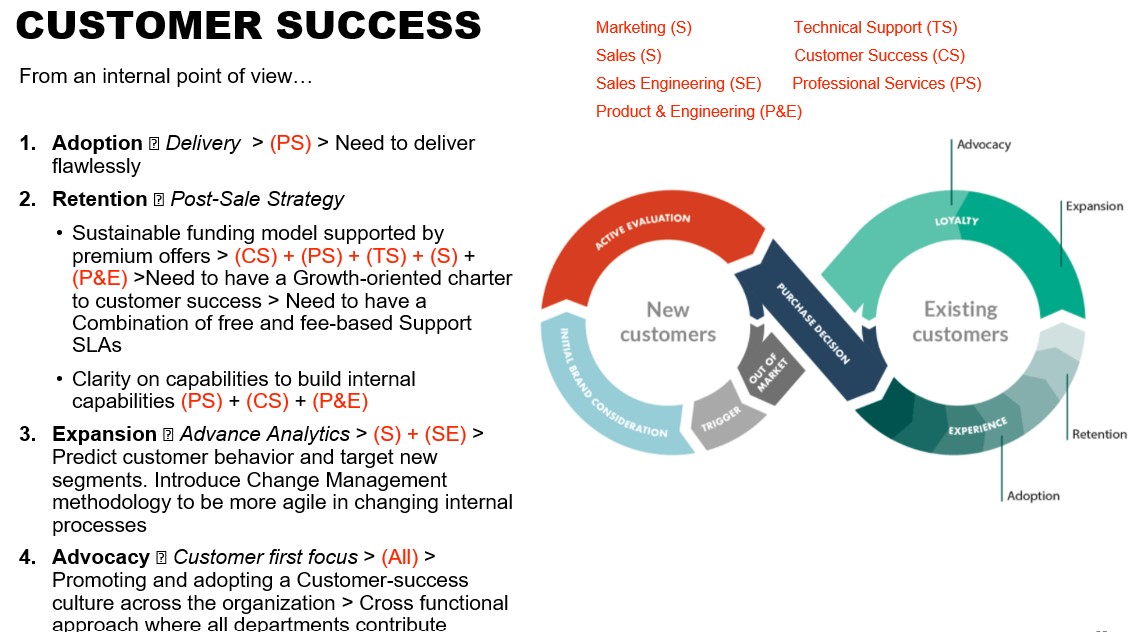 CUSTOMER SUCCESS
From an internal point of view…
1. Adoption ⍰ Delivery > (PS) > Need to deliver
flawlessly
2. Retention ⍰ Post-Sale Strategy
• Sustainable funding model supported by
premium offers > (CS) + (PS) + (TS) + (S) +
(P&E) >Need to have a Growth-oriented charter
to customer success > Need to have a
Combination of free and fee-based Support
SLAs
• Clarity on capabilities to build internal
capabilities (PS) + (CS) + (P&E)
3. Expansion ⍰ Advance Analytics > (S) + (SE) >
Predict customer behavior and target new
segments. Introduce Change Management
methodology to be more agile in changing internal
processes
4. Advocacy ⍰ Customer first focus > (All) >
Promoting and adopting a Customer-success
culture across the organization > Cross functional
approach where all departments contribute
Marketing (S)
Sales (S)
Sales Engineering (SE)
Product & Engineering (P&E)
Technical Support (TS)
Customer Success (CS)
Professional Services (PS)
ACTIVE EVALUATION
INITIAL BRAND CONSIDERATION
TRIGGER
OUT OF
MARKET
New
customers
PURCHASE DECISION
Existing
customers
LOYALTY
EXPERIENCE
Advocacy
Expansion
Retention
Adoption